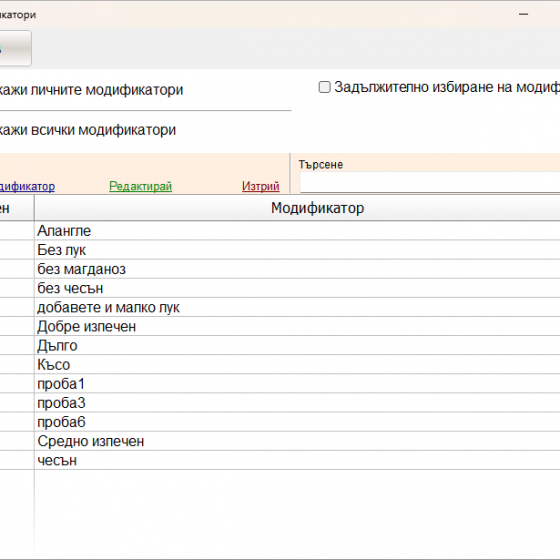 катори
кажи личните модификатори
Задължително избиране на модиф
кажи всички модификатори
Търсене
дификатор Редактирай Изтрий
ен Модификатор
Алангле
Без лук
без магданоз
без чесън
добавете и малко лук
Добре изпечен
Дълго
Късо
проба1
проба3
проба6
Средно изпечен
чесън